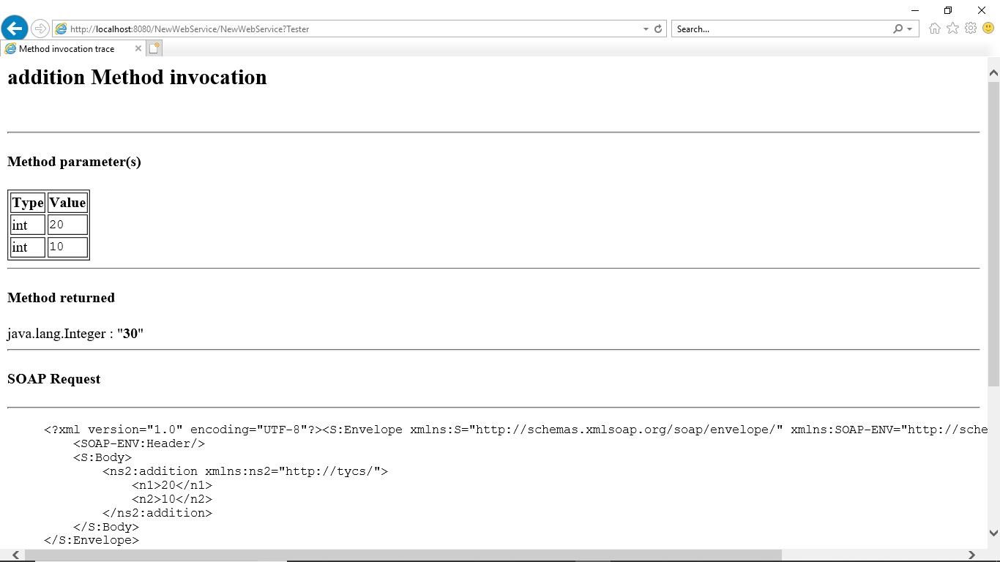 http://localhost:8080/NewWebService/NewWebService?Tester
Search...
Method invocation trace
addition Method invocation
Method parameter(s)
Type Value
int 20
int 10
Method returned
java.lang.Integer : "30"
SOAP Request
<?xml version="1.0" encoding="UTF-8"?><S:Envelope xmlns:S="http://schemas.xmlsoap.org/soap/envelope/" xmlns:SOAP-ENV="http://sche
<SOAP-ENV:Header/>
<S:Body>
<ns2:addition xmlns:ns2="http://tycs/">
<n1>20</n1>
<n2>10</n2>
</ns2:addition>
</S:Body>
</S:Envelope>